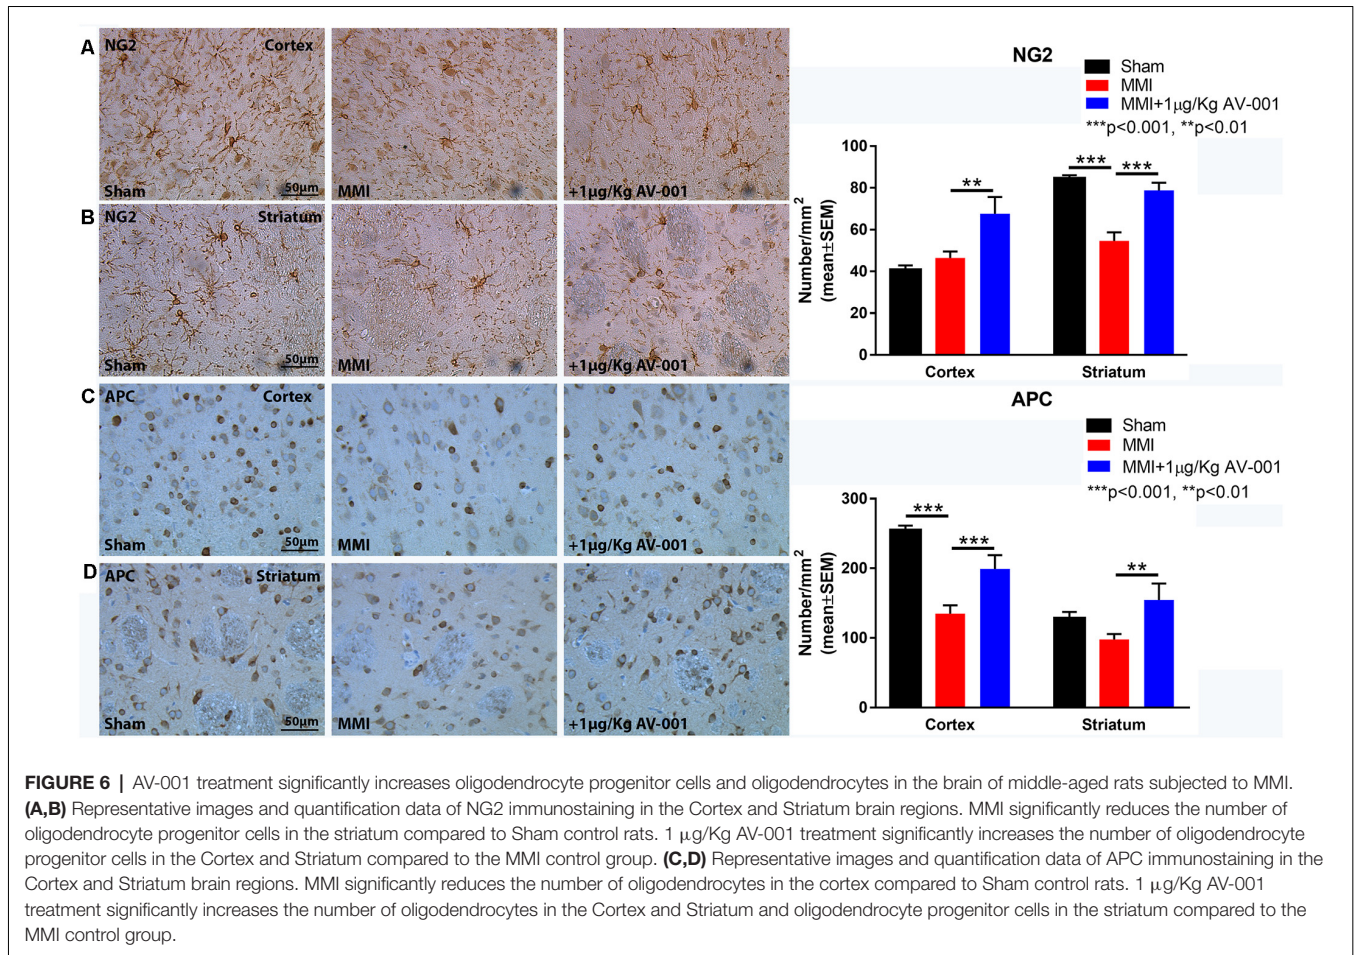 A NG2 Cortex
Sham 50µm MMI +1µg/Kg AV-001
B NG2 Striatum
Sham 50µm MMI +1µg/Kg AV-001
C APC Cortex
Sham 50µm MMI +1µg/Kg AV-001
D APC Striatum
Sham 50µm MMI +1µg/Kg AV-001
NG2
Sham
MMI
MMI+1µg/Kg AV-001
***p<0.001, **p<0.01
Number/mm²
(mean±SEM)
100
80
60
40
20
0
** *** ***
Cortex Striatum
APC
Sham
MMI
MMI+1µg/Kg AV-001
***p<0.001, **p<0.01
Number/mm²
(mean±SEM)
300
200
100
0
*** *** **
Cortex Striatum
FIGURE 6 | AV-001 treatment significantly increases oligodendrocyte progenitor cells and oligodendrocytes in the brain of middle-aged rats subjected to MMI.
(A,B) Representative images and quantification data of NG2 immunostaining in the Cortex and Striatum brain regions. MMI significantly reduces the number of
oligodendrocyte progenitor cells in the striatum compared to Sham control rats. 1 µg/Kg AV-001 treatment significantly increases the number of oligodendrocyte
progenitor cells in the Cortex and Striatum compared to the MMI control group. (C,D) Representative images and quantification data of APC immunostaining in the
Cortex and Striatum brain regions. MMI significantly reduces the number of oligodendrocytes in the cortex compared to Sham control rats. 1 µg/Kg AV-001
treatment significantly increases the number of oligodendrocytes in the Cortex and Striatum and oligodendrocyte progenitor cells in the striatum compared to the
MMI control group.